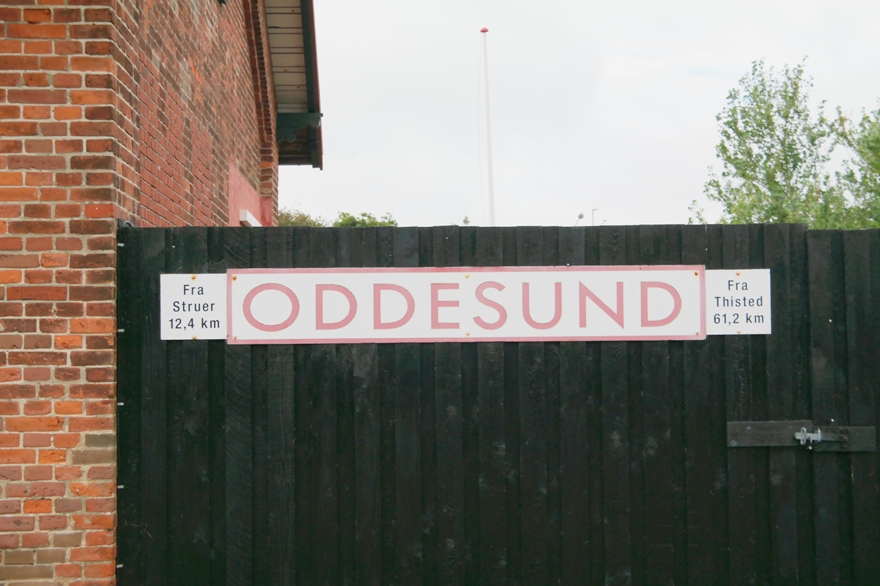 Fra
Struer
12,4 km
ODDESUND
Fra
Thisted
61,2 km